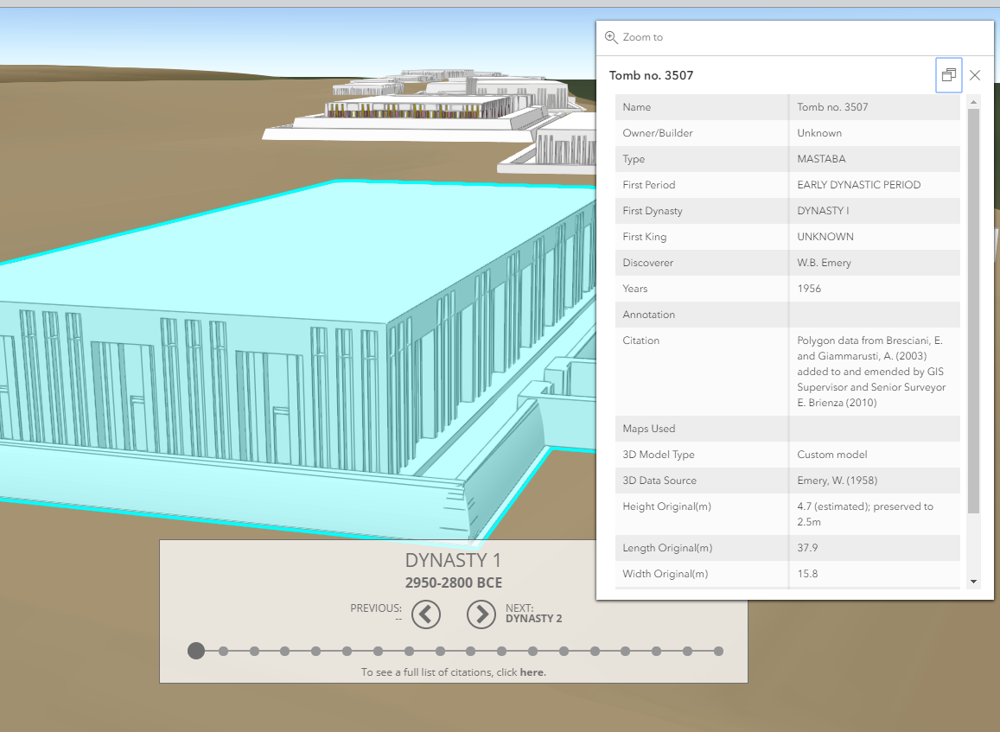 Zoom to
Tomb no. 3507
Name Tomb no. 3507
Owner/Builder Unknown
Type MASTABA
First Period EARLY DYNASTIC PERIOD
First Dynasty DYNASTY I
First King UNKNOWN
Discoverer W.B. Emery
Years 1956
Annotation
Citation Polygon data from Bresciani, E.
and Giammarusti, A. (2003)
added to and emended by GIS
Supervisor and Senior Surveyor
E. Brienza (2010)
Maps Used
3D Model Type Custom model
3D Data Source Emery, W. (1958)
Height Original(m) 4.7 (estimated); preserved to
2.5m
Length Original(m) 37.9
Width Original(m) 15.8
DYNASTY 1
2950-2800 BCE
PREVIOUS:
--
NEXT:
DYNASTY 2
To see a full list of citations, click here.